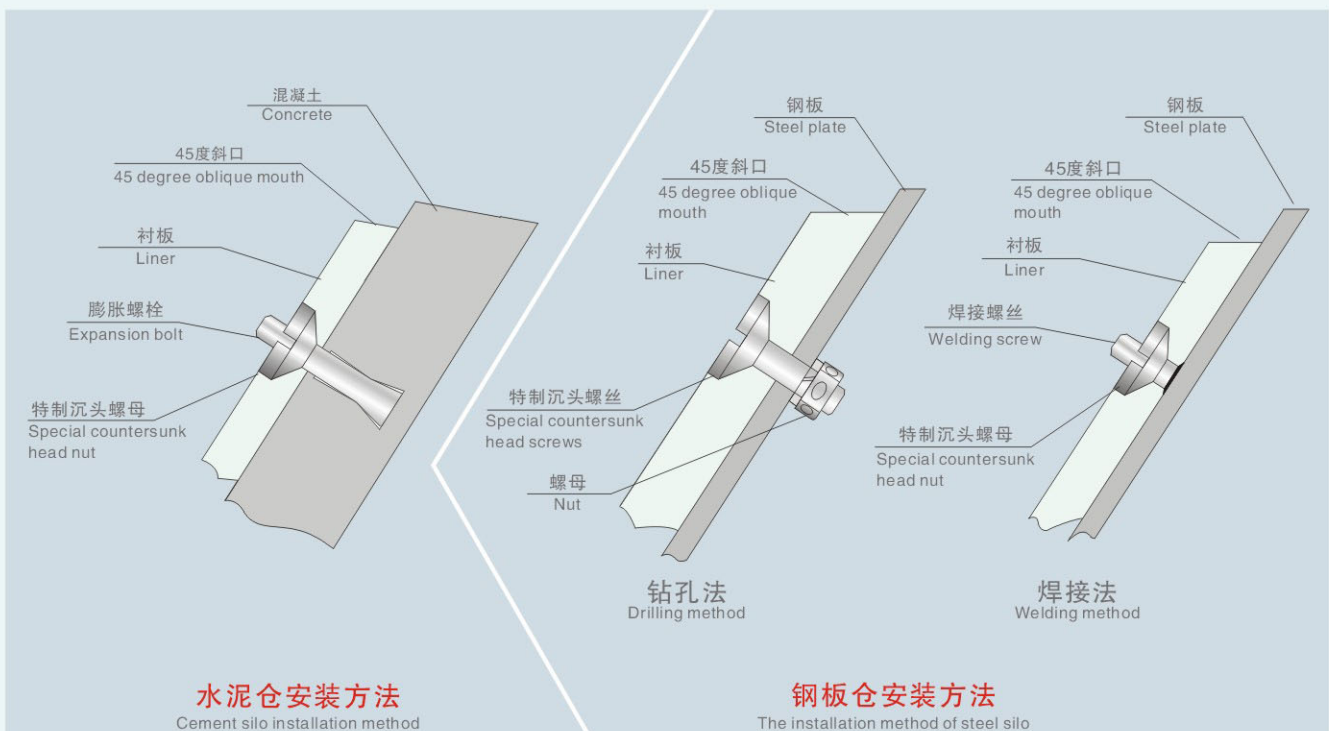 混凝土
Concrete
45度斜口
45 degree oblique mouth
衬板
Liner
膨胀螺栓
Expansion bolt
特制沉头螺母
Special countersunk
head nut
水泥仓安装方法
Cement silo installation method
钢板
Steel plate
45度斜口
45 degree oblique
mouth
衬板
Liner
特制沉头螺丝
Special countersunk
head screws
螺母
Nut
钻孔法
Drilling method
钢板
Steel plate
45度斜口
45 degree oblique
mouth
衬板
Liner
焊接螺丝
Welding screw
特制沉头螺母
Special countersunk
head nut
焊接法
Welding method
钢板仓安装方法
The installation method of steel silo